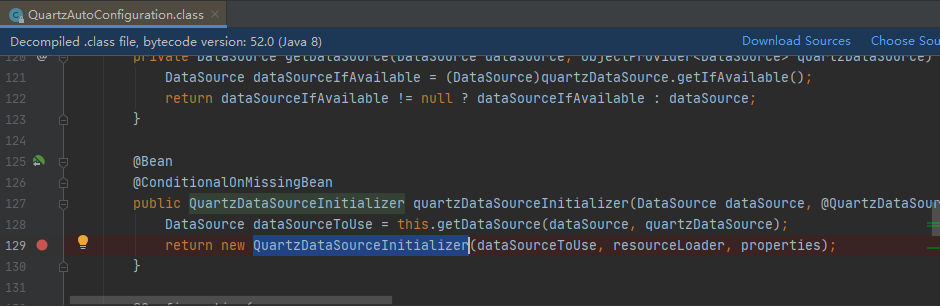 QuartzAutoConfiguration.class
Decompiled .class file, bytecode version: 52.0 (Java 8) Download Sources Choose Sou
120 private DataSource getDataSource(DataSource dataSource, ObjectProvider<DataSource> quartzDataSource)
121 DataSource dataSourceIfAvailable = (DataSource)quartzDataSource.getIfAvailable();
122 return dataSourceIfAvailable != null ? dataSourceIfAvailable : dataSource;
123 }
124
125 @Bean
126 @ConditionalOnMissingBean
127 public QuartzDataSourceInitializer quartzDataSourceInitializer(DataSource dataSource, @QuartzDataSour
128 DataSource dataSourceToUse = this.getDataSource(dataSource, quartzDataSource);
129 return new QuartzDataSourceInitializer(dataSourceToUse, resourceLoader, properties);
130 }
131